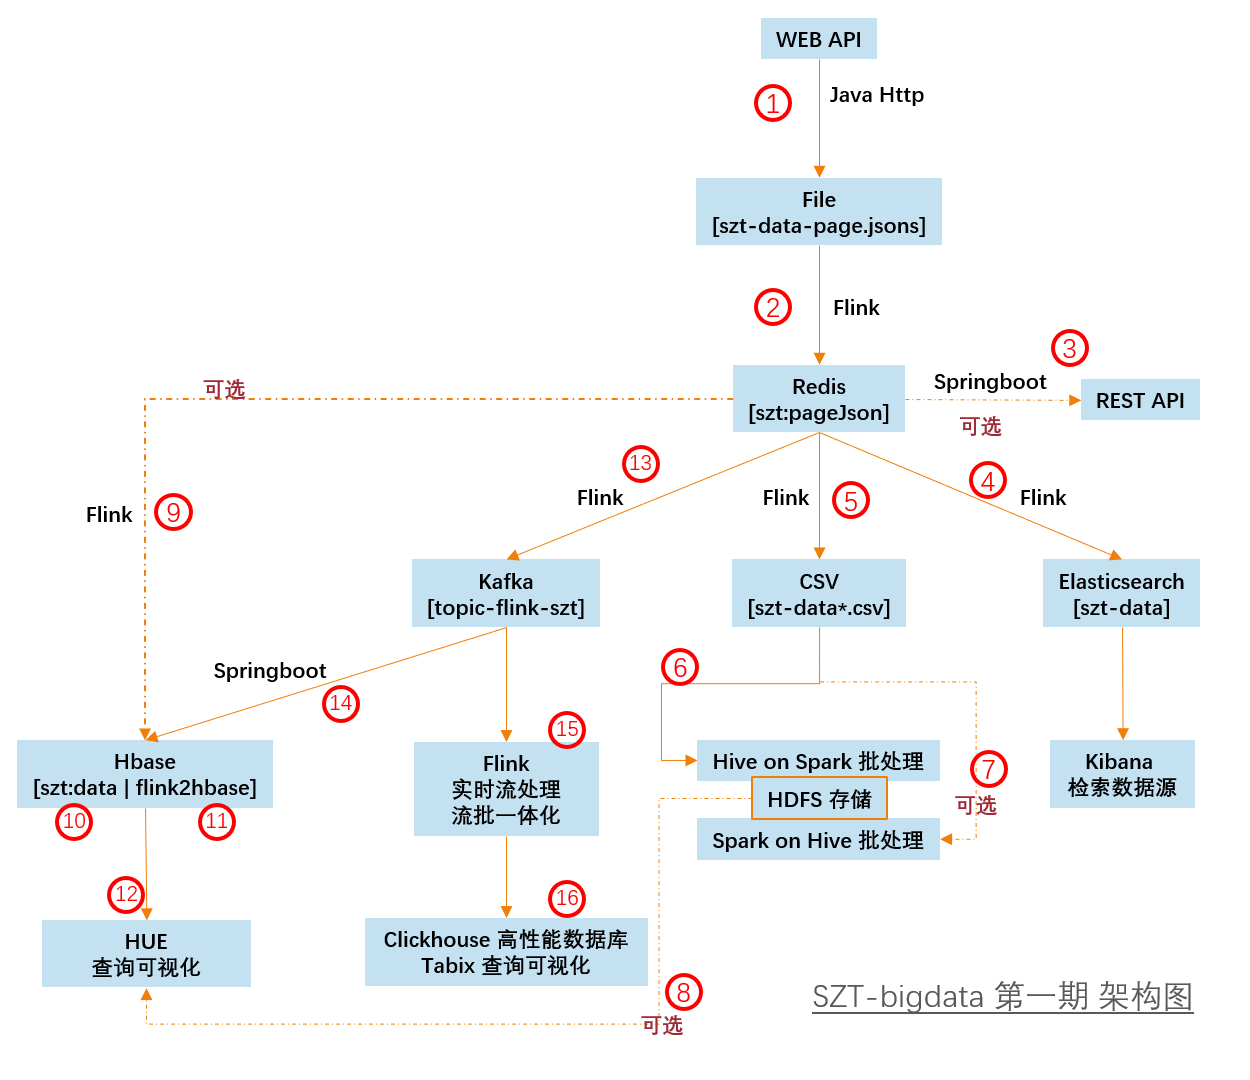 WEB API
①
Java Http
File
[szt-data-page.jsons]
②
Flink
③
可选
Redis
[szt:pageJson]
Springboot
可选
REST API
Flink
⑨
⑬
Flink
Flink
⑤
④
Flink
Kafka
[topic-flink-szt]
CSV
[szt-data*.csv]
Elasticsearch
[szt-data]
Springboot
⑭
⑥
⑮
Hbase
[szt:data | flink2hbase]
⑩
⑪
Flink
实时流处理
流批一体化
Hive on Spark 批处理
HDFS 存储
Spark on Hive 批处理
⑦
可选
Kibana
检索数据源
⑫
⑯
HUE
查询可视化
Clickhouse 高性能数据库
Tabix 查询可视化
⑧
可选
SZT-bigdata 第一期 架构图